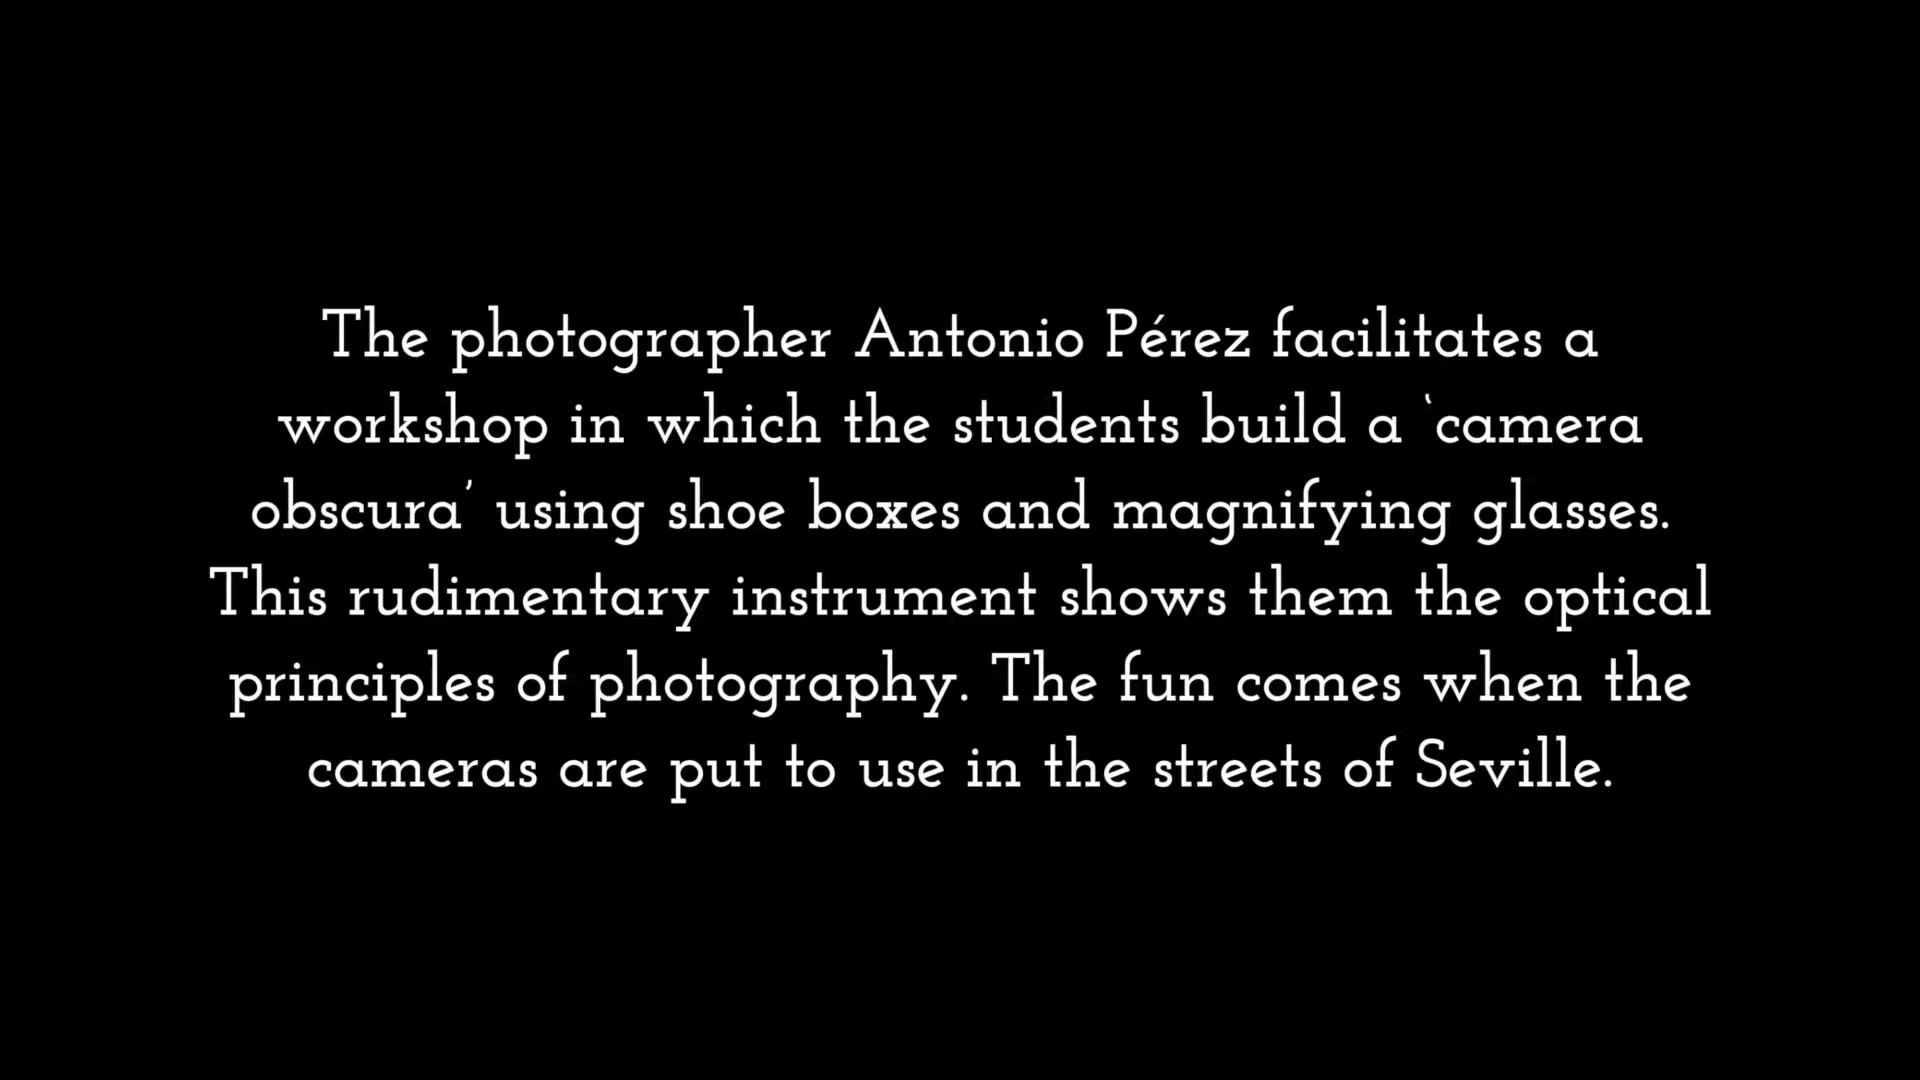 The photographer Antonio Pérez facilitates a
workshop in which the students build a ‘camera
obscura’ using shoe boxes and magnifying glasses.
This rudimentary instrument shows them the optical
principles of photography. The fun comes when the
cameras are put to use in the streets of Seville.